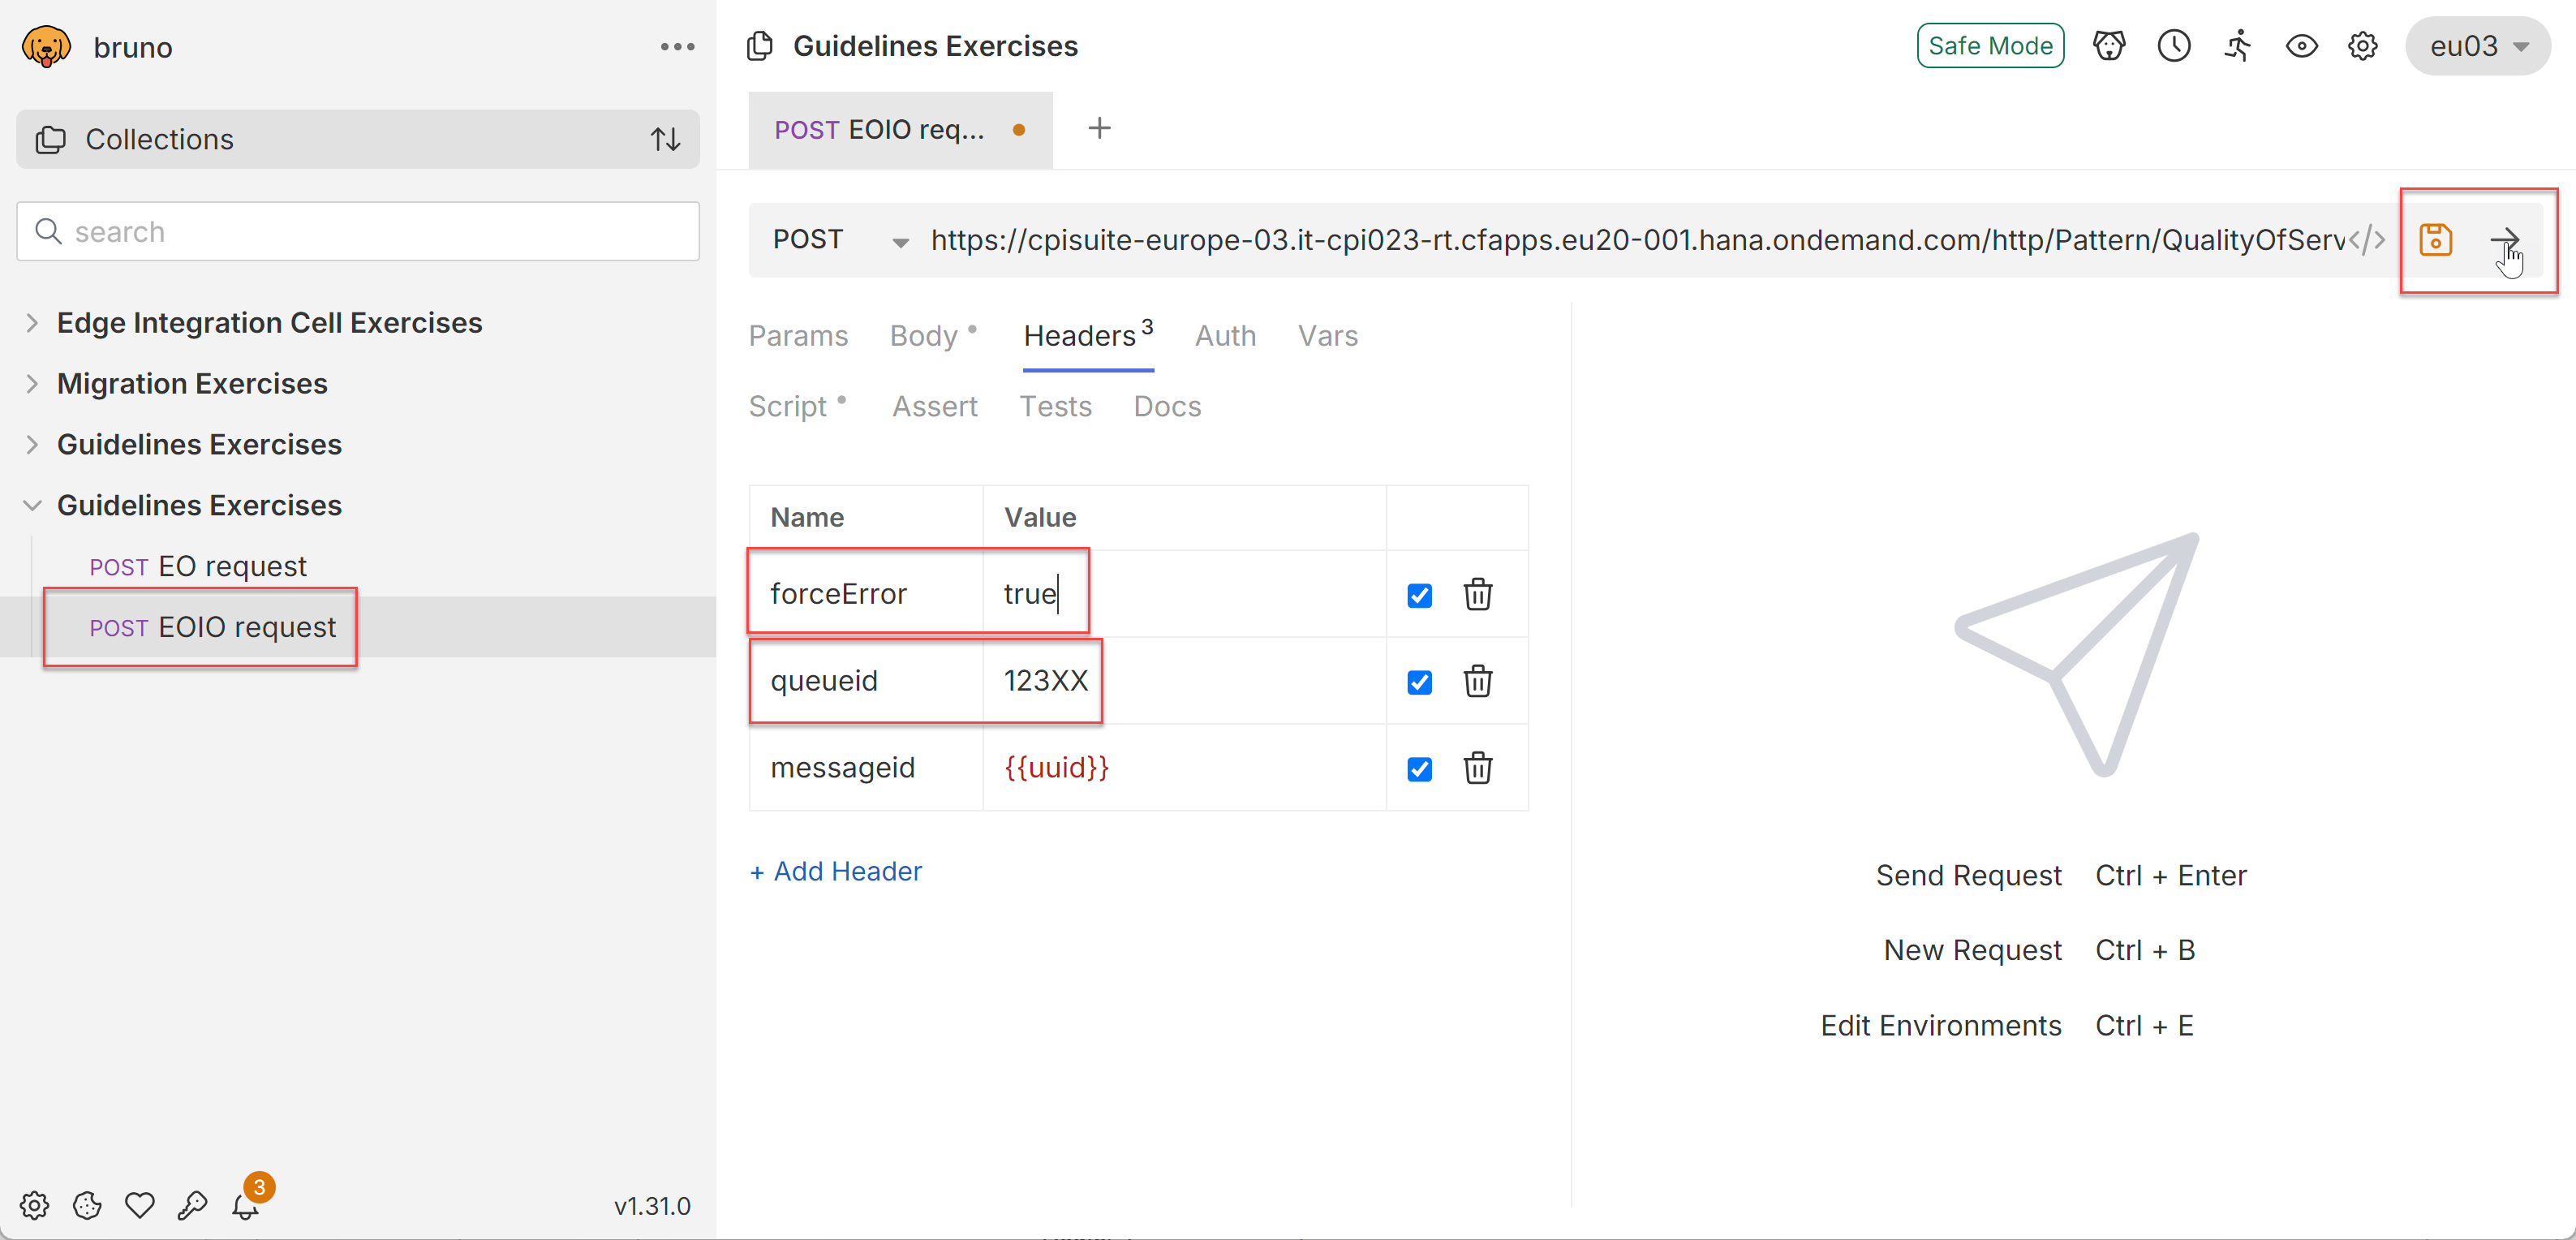 bruno
Collections
search
Edge Integration Cell Exercises
Migration Exercises
Guidelines Exercises
Guidelines Exercises
POST EO request
POST EOIO request
3
v1.31.0
Guidelines Exercises
Safe Mode
eu03
POST EOIO req...
POST https://cpisuite-europe-03.it-cpi023-rt.cfapps.eu20-001.hana.ondemand.com/http/Pattern/QualityOfServ
Params Body Headers 3 Auth Vars
Script Assert Tests Docs
Name Value
forceError true
queueid 123XX
messageid {{uuid}}
+ Add Header
Send Request Ctrl + Enter
New Request Ctrl + B
Edit Environments Ctrl + E